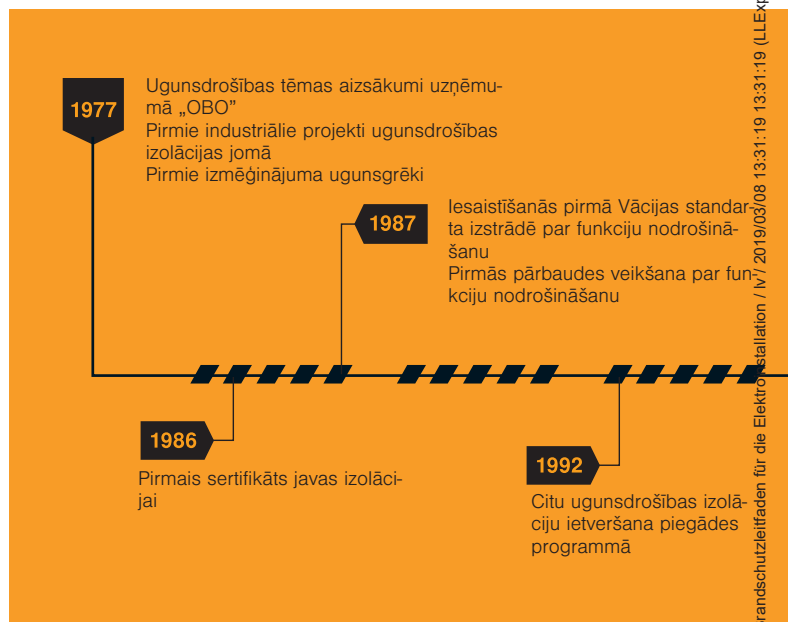 1977
Ugunsdrošības tēmas aizsākumi uzņēmu-
mā „OBO”
Pirmie industriālie projekti ugunsdrošības
izolācijas jomā
Pirmie izmēģinājuma ugunsgrēki
1987
Iesaistīšanās pirmā Vācijas standar-
ta izstrādē par funkciju nodrošinā-
šanu
Pirmās pārbaudes veikšana par fun-
kciju nodrošināšanu
1986
Pirmais sertifikāts javas izolāci-
jai
1992
Citu ugunsdrošības izolā-
ciju ietveršana piegādes
programmā
für die / lv / 2019/03/08 13:31:19 13:31:19